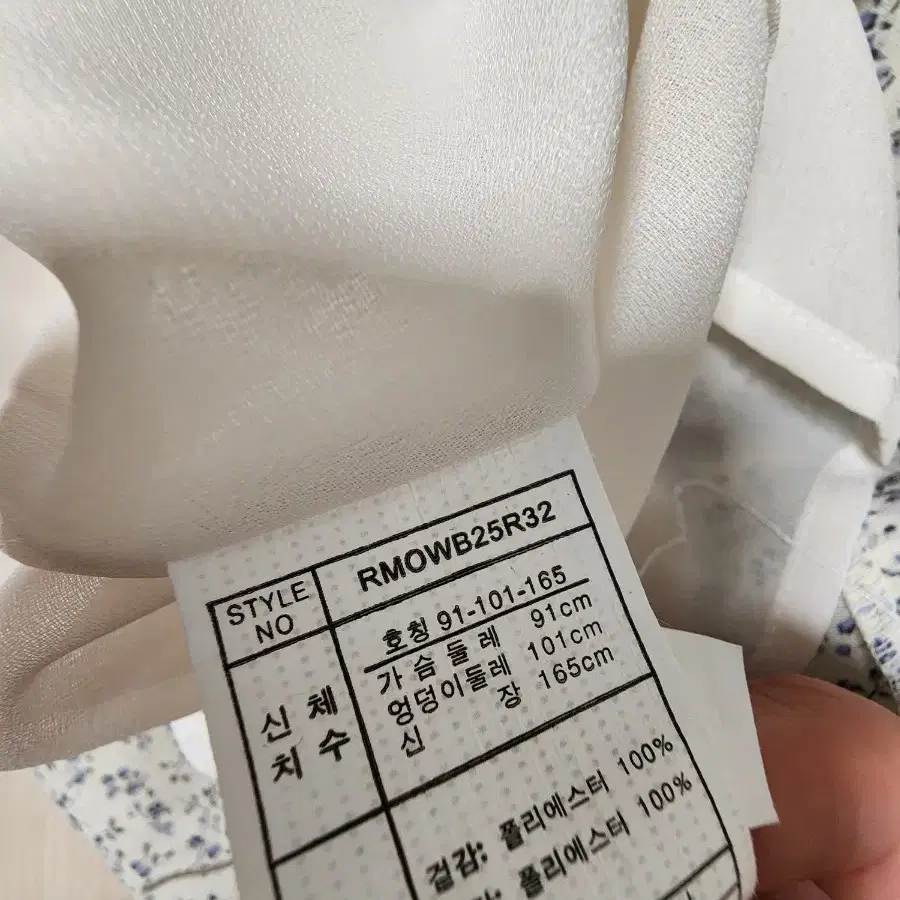 STYLE NO RMOWB25R32
호칭 91-101-165
신체 치수
가슴둘레 91cm
엉덩이둘레 101cm
신장 165cm
겉감: 폴리에스터 100%
폴리에스터 100%